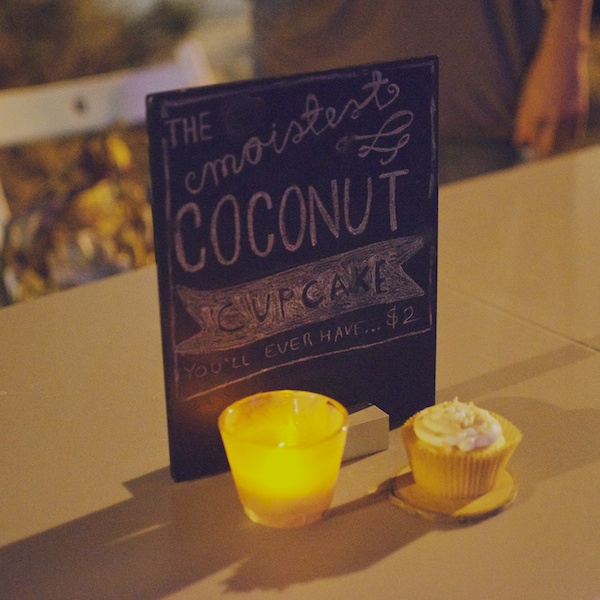 THE
moistest
COCONUT
CUPCAKE
YOU'LL EVER HAVE... $2